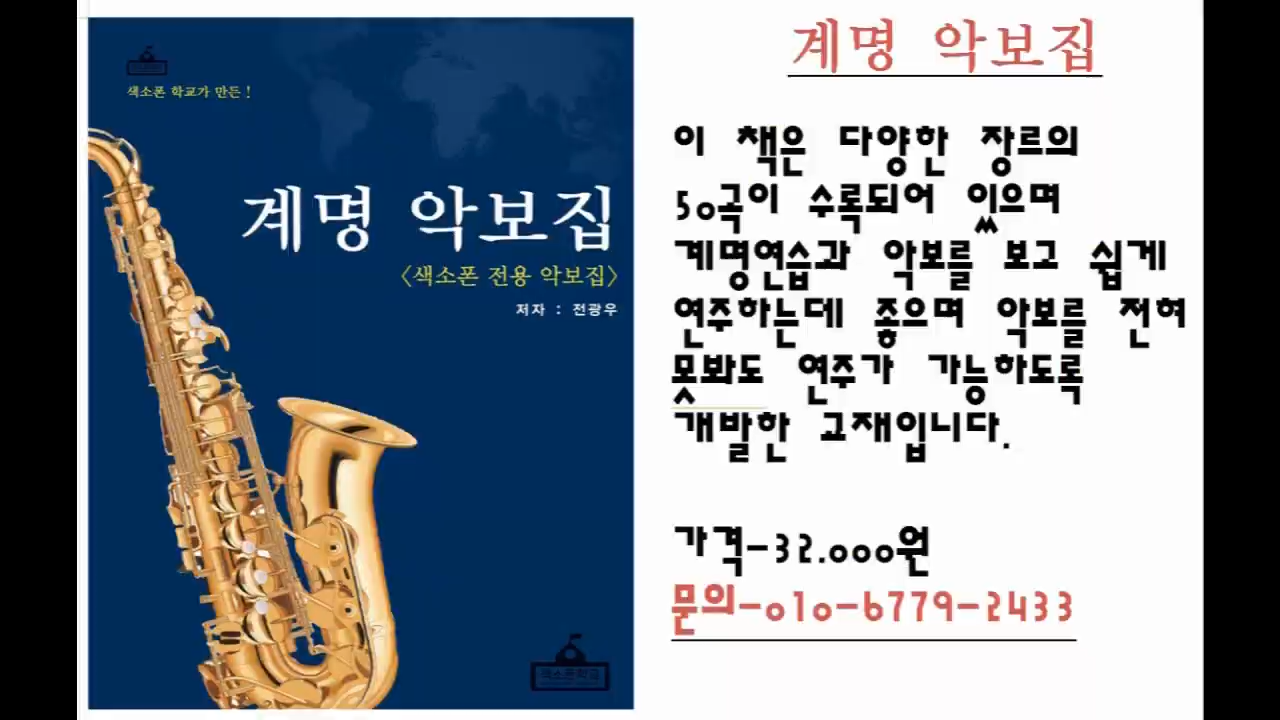 색소폰 학교가 만든 !
계명 악보집
<색소폰 전용 악보집>
저자 : 전광우
색소폰학교
계명 악보집
이 책은 다양한 장르의
50곡이 수록되어 있으며
계명연습과 악보를 보고 쉽게
연주하는데 좋으며 악보를 전혀
못봐도 연주가 가능하도록
개발한 교재입니다.
가격-32.000원
문의-010-6779-2433